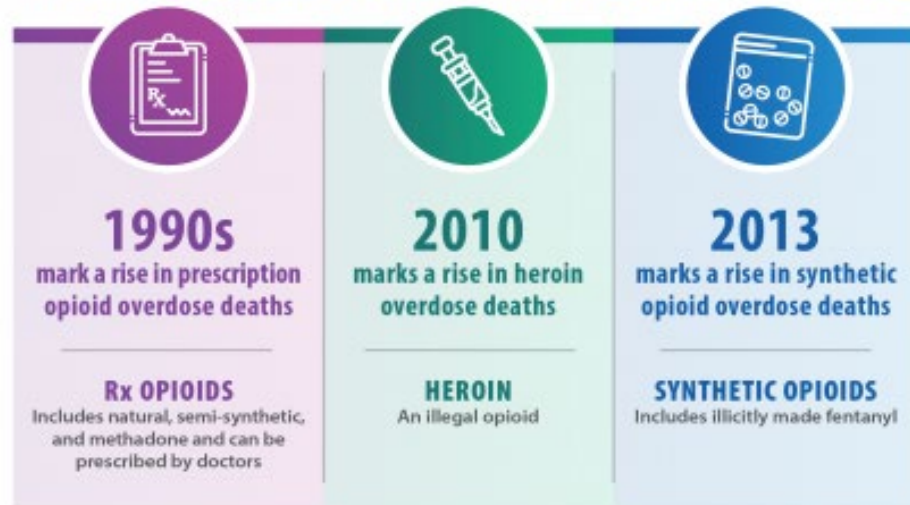 Rx
1990s
mark a rise in prescription
opioid overdose deaths
Rx OPIOIDS
Includes natural, semi-synthetic,
and methadone and can be
prescribed by doctors
2010
marks a rise in heroin
overdose deaths
HEROIN
An illegal opioid
2013
marks a rise in synthetic
opioid overdose deaths
SYNTHETIC OPIOIDS
Includes illicitly made fentanyl